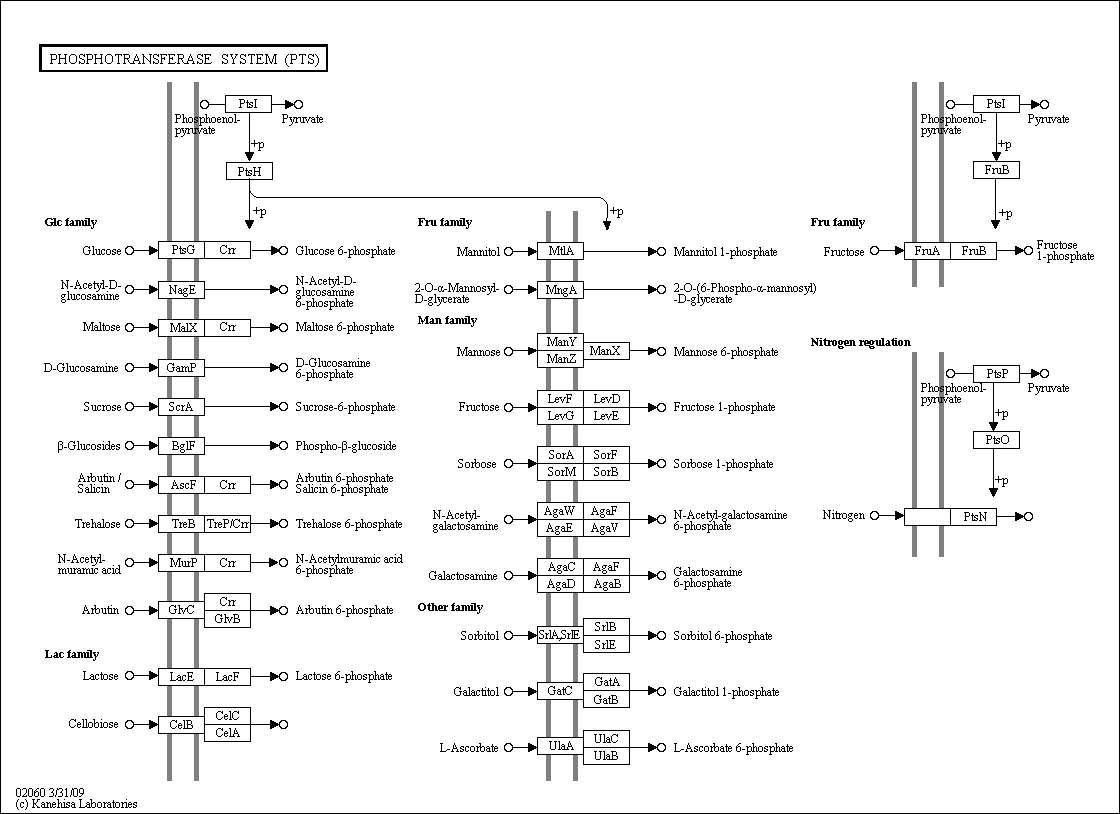 PHOSPHOTRANSFERASE SYSTEM (PTS)
PtsI
Phosphoenol-
pyruvate
Pyruvate
+p
PtsH
+p
+p
Glc family
Glucose
PtsG
Crr
Glucose 6-phosphate
N-Acetyl-D-
glucosamine
NagE
N-Acetyl-D-
glucosamine
6-phosphate
Maltose
MalX
Crr
Maltose 6-phosphate
D-Glucosamine
GamP
D-Glucosamine
6-phosphate
Sucrose
ScrA
Sucrose-6-phosphate
β-Glucosides
BglF
Phospho-β-glucoside
Arbutin /
Salicin
AscF
Crr
Arbutin 6-phosphate
Salicin 6-phosphate
Trehalose
TreB
TreP/Crr
Trehalose 6-phosphate
N-Acetyl-
muramic acid
MurP
Crr
N-Acetylmuramic acid
6-phosphate
Arbutin
GlvC
Crr
GlvB
Arbutin 6-phosphate
Lac family
Lactose
LacE
LacF
Lactose 6-phosphate
Cellobiose
CelB
CelC
CelA
Fru family
Mannitol
MtlA
Mannitol 1-phosphate
2-O-α-Mannosyl-
D-glycerate
MngA
2-O-(6-Phospho-α-mannosyl)
-D-glycerate
Man family
Mannose
ManY
ManZ
ManX
Mannose 6-phosphate
Fructose
LevF
LevD
LevG
LevE
Fructose 1-phosphate
Sorbose
SorA
SorF
SorM
SorB
Sorbose 1-phosphate
N-Acetyl-
galactosamine
AgaW
AgaF
AgaE
AgaV
N-Acetyl-galactosamine
6-phosphate
Galactosamine
AgaC
AgaF
AgaD
AgaB
Galactosamine
6-phosphate
Other family
Sorbitol
SrlA,SrlE
SrlB
SrlE
Sorbitol 6-phosphate
Galactitol
GatC
GatA
GatB
Galactitol 1-phosphate
L-Ascorbate
UlaA
UlaC
UlaB
L-Ascorbate 6-phosphate
PtsI
Phosphoenol-
pyruvate
Pyruvate
+p
FruB
+p
Fru family
Fructose
FruA
FruB
Fructose
1-phosphate
Nitrogen regulation
PtsP
Phosphoenol-
pyruvate
Pyruvate
+p
PtsO
+p
Nitrogen
PtsN
02060 3/31/09
(c) Kanehisa Laboratories